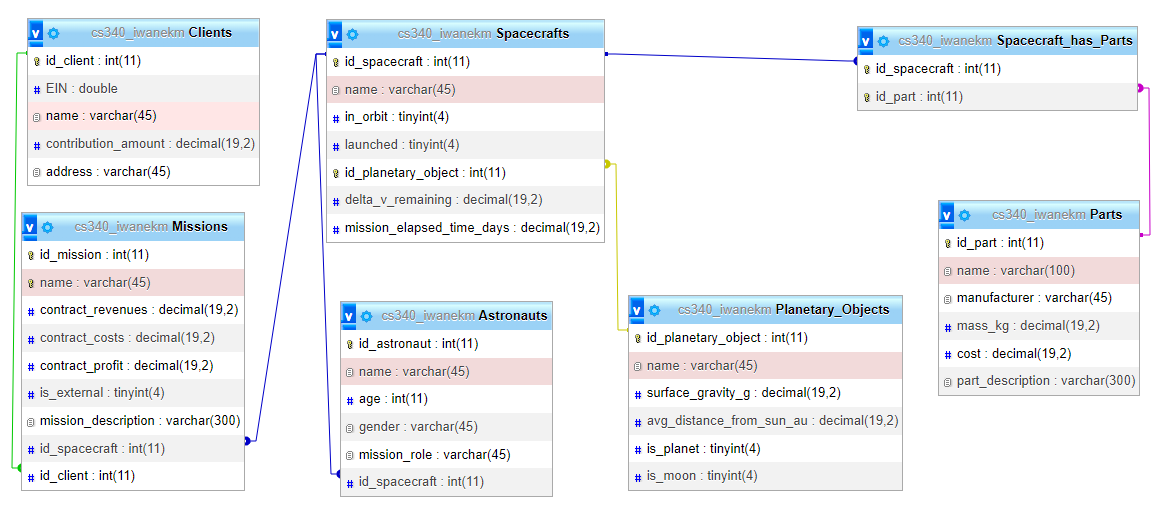 v cs340_iwanekm Clients
id_client : int(11)
# EIN : double
name : varchar(45)
# contribution_amount : decimal(19,2)
address : varchar(45)
v cs340_iwanekm Missions
id_mission : int(11)
name : varchar(45)
# contract_revenues : decimal(19,2)
# contract_costs : decimal(19,2)
# contract_profit : decimal(19,2)
# is_external : tinyint(4)
mission_description : varchar(300)
# id_spacecraft : int(11)
# id_client : int(11)
v cs340_iwanekm Spacecrafts
id_spacecraft : int(11)
name : varchar(45)
# in_orbit : tinyint(4)
# launched : tinyint(4)
id_planetary_object : int(11)
# delta_v_remaining : decimal(19,2)
# mission_elapsed_time_days : decimal(19,2)
v cs340_iwanekm Astronauts
id_astronaut : int(11)
name : varchar(45)
# age : int(11)
gender : varchar(45)
mission_role : varchar(45)
# id_spacecraft : int(11)
v cs340_iwanekm Planetary_Objects
id_planetary_object : int(11)
name : varchar(45)
# surface_gravity_g : decimal(19,2)
# avg_distance_from_sun_au : decimal(19,2)
# is_planet : tinyint(4)
# is_moon : tinyint(4)
v cs340_iwanekm Spacecraft_has_Parts
id_spacecraft : int(11)
id_part : int(11)
v cs340_iwanekm Parts
id_part : int(11)
name : varchar(100)
manufacturer : varchar(45)
# mass_kg : decimal(19,2)
# cost : decimal(19,2)
part_description : varchar(300)